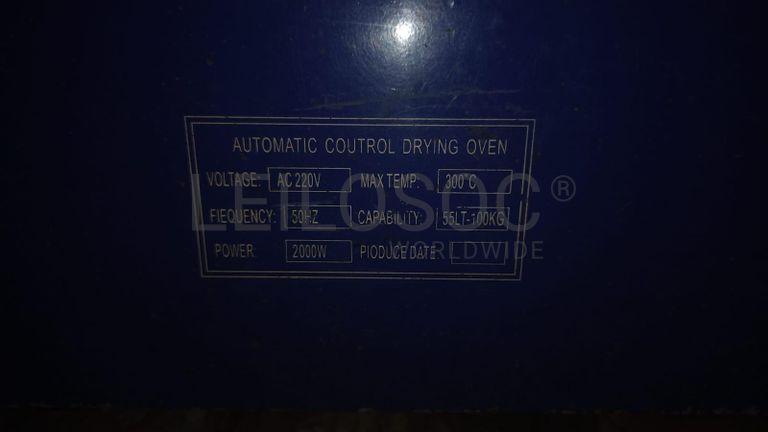 AUTOMATIC COUTROL DRYING OVEN
VOLTAGE: AC 220V MAX TEMP: 300°C
FIEQUENCY: 50HZ CAPABILITY: 55LT-100KG
POWER: 2000W PIODUCE DATE:
LEILOSOC®
WORLDWIDE